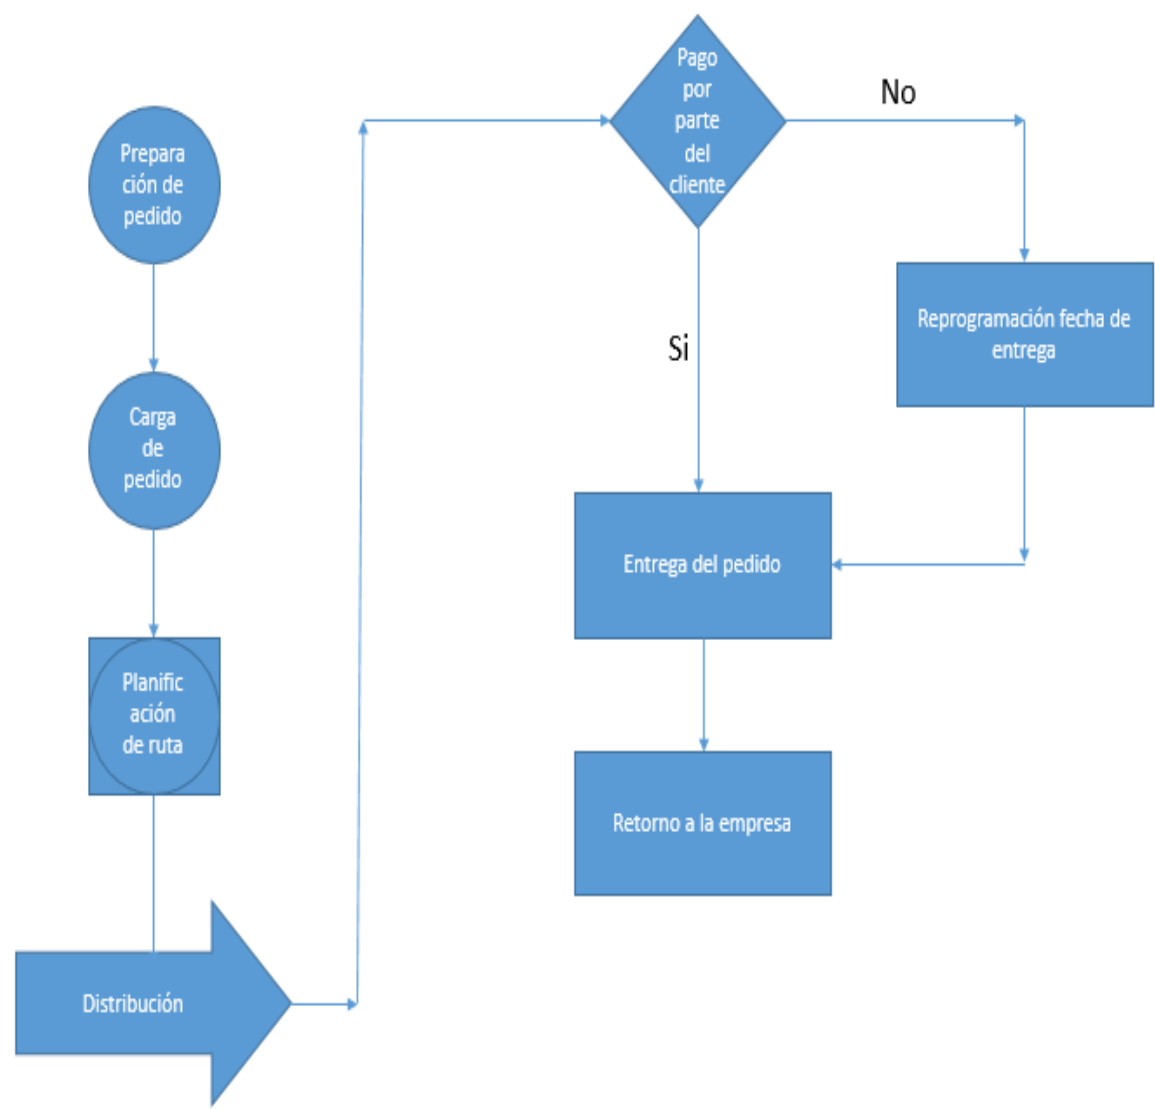 Prepara
ción de
pedido
Carga
de
pedido
Planific
ación
de ruta
Distribución
Pago
por
parte
del
cliente
No
Si
Reprogramación fecha de
entrega
Entrega del pedido
Retorno a la empresa